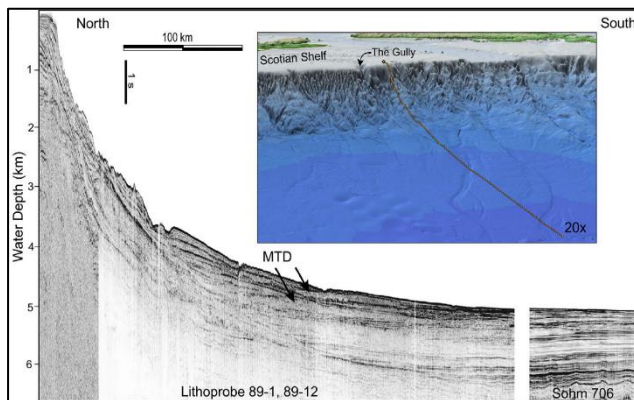 North
100 km
South
1 s
Scotian Shelf
The Gully
20x
Water Depth (km)
1
2
3
4
5
6
MTD
Lithoprobe 89-1, 89-12
Sohm 706